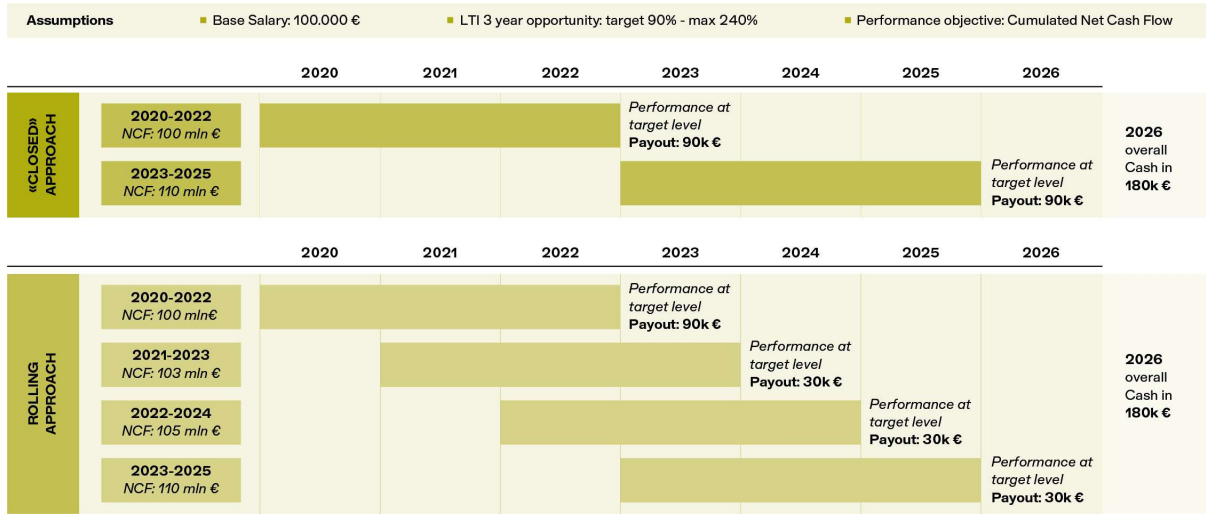 Assumptions
Base Salary: 100.000 €
LTI 3 year opportunity: target 90% - max 240%
Performance objective: Cumulated Net Cash Flow
2020 2021 2022 2023 2024 2025 2026
«CLOSED»
APPROACH
2020-2022
NCF: 100 mln €
Performance at
target level
Payout: 90k €
2023-2025
NCF: 110 mln €
Performance at
target level
Payout: 90k €
2026
overall
Cash in
180k €
2020 2021 2022 2023 2024 2025 2026
ROLLING
APPROACH
2020-2022
NCF: 100 mln€
Performance at
target level
Payout: 90k €
2021-2023
NCF: 103 mln €
Performance at
target level
Payout: 30k €
2022-2024
NCF: 105 mln €
Performance at
target level
Payout: 30k €
2023-2025
NCF: 110 mln €
Performance at
target level
Payout: 30k €
2026
overall
Cash in
180k €